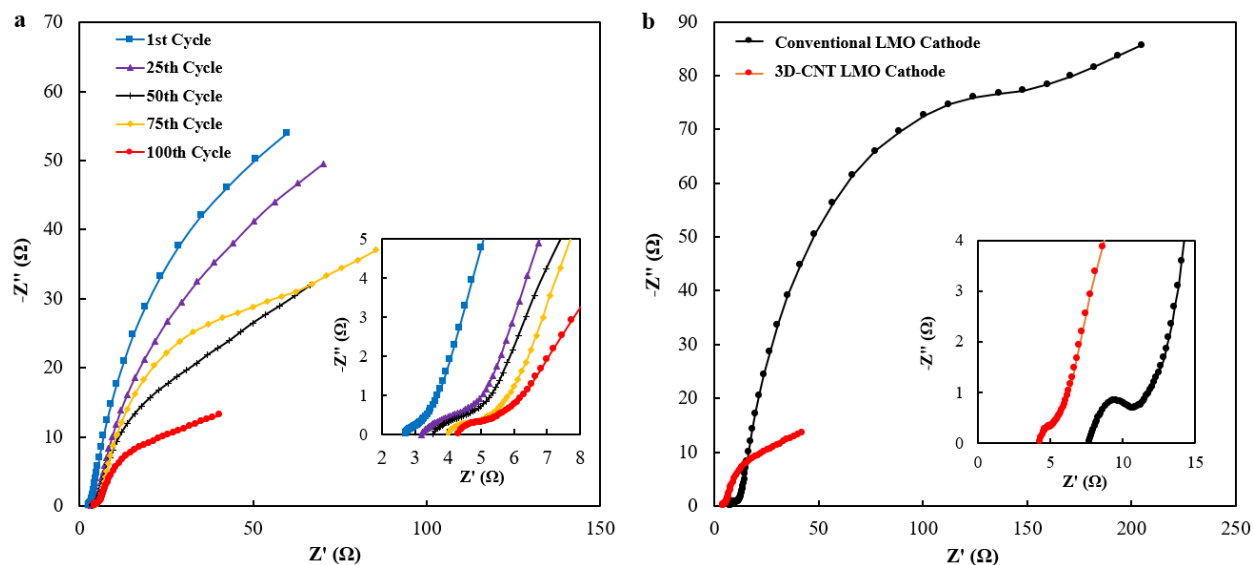 a
70
60
50
40
30
20
10
0
-Z'' (Ω)
1st Cycle
25th Cycle
50th Cycle
75th Cycle
100th Cycle
5
4
3
2
1
0
-Z'' (Ω)
2 3 4 5 6 7 8
Z' (Ω)
0 50 100 150
Z' (Ω)
b
90
80
70
60
50
40
30
20
10
0
-Z'' (Ω)
Conventional LMO Cathode
3D-CNT LMO Cathode
4
3
2
1
0
-Z'' (Ω)
0 5 10 15
Z' (Ω)
0 50 100 150 200 250
Z' (Ω)